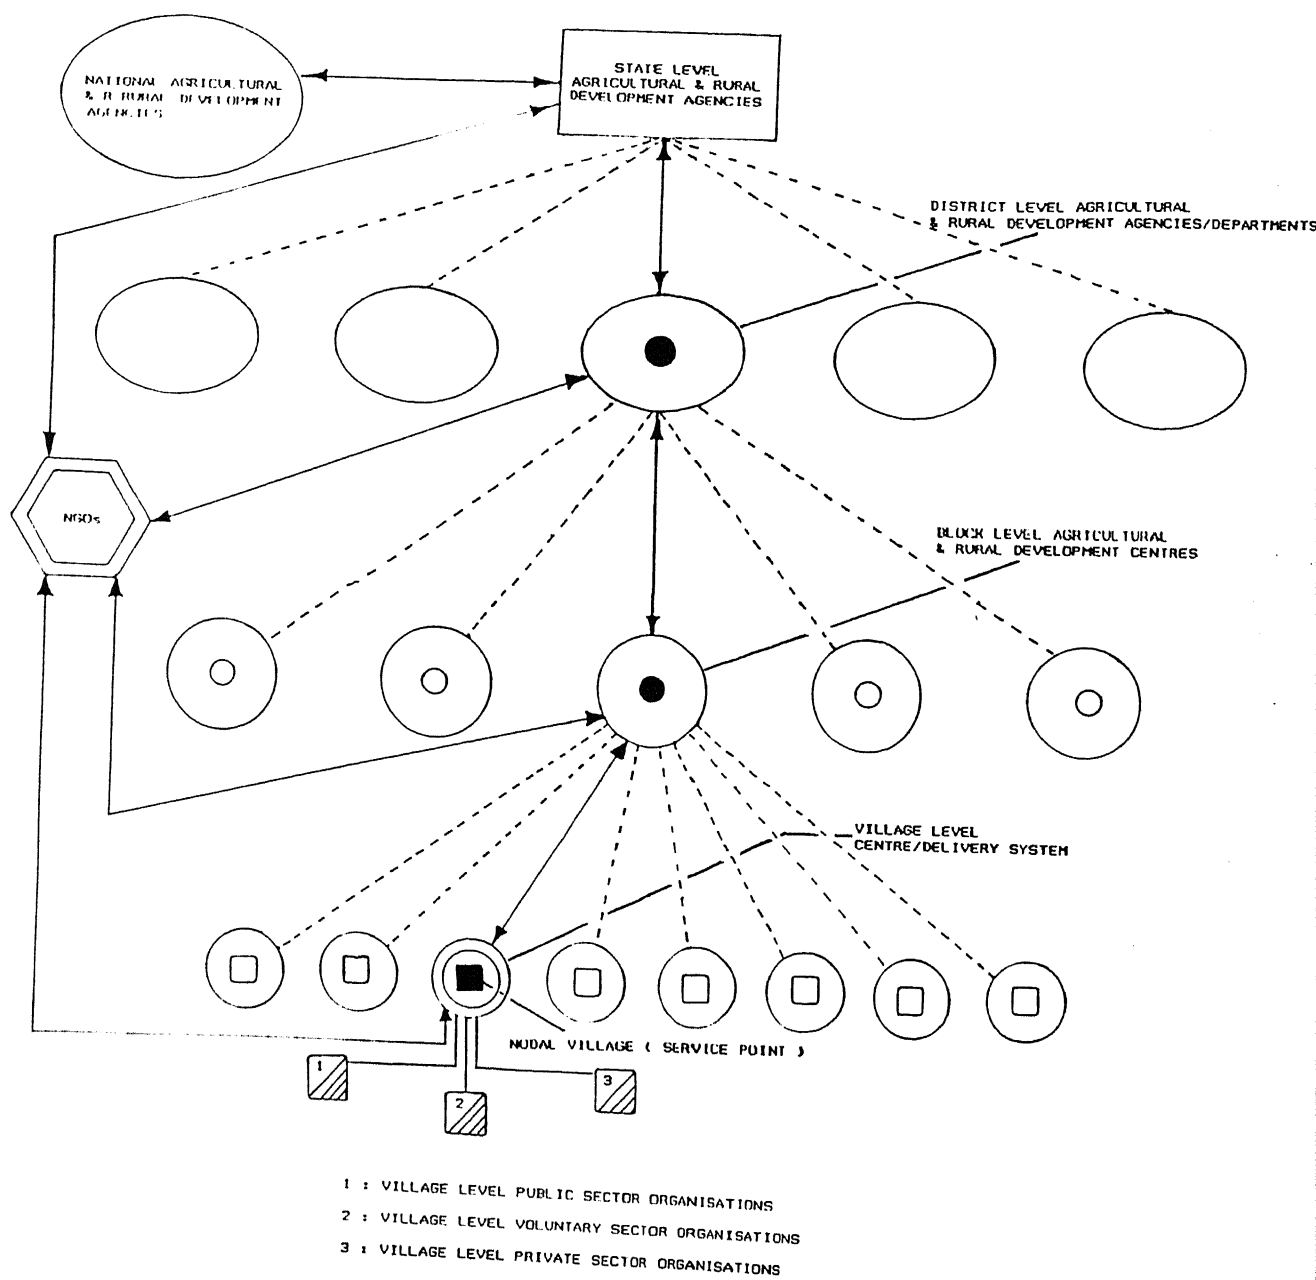 NATIONAL AGRICULTURAL
& R RURAL DEVELOPMENT
AGENCIES
STATE LEVEL
AGRICULTURAL & RURAL
DEVELOPMENT AGENCIES
DISTRICT LEVEL AGRICULTURAL
& RURAL DEVELOPMENT AGENCIES/DEPARTMENTS
NGOs
BLOCK LEVEL AGRICULTURAL
& RURAL DEVELOPMENT CENTRES
VILLAGE LEVEL
CENTRE/DELIVERY SYSTEM
NODAL VILLAGE ( SERVICE POINT )
1
2
3
1 : VILLAGE LEVEL PUBLIC SECTOR ORGANISATIONS
2 : VILLAGE LEVEL VOLUNTARY SECTOR ORGANISATIONS
3 : VILLAGE LEVEL PRIVATE SECTOR ORGANISATIONS